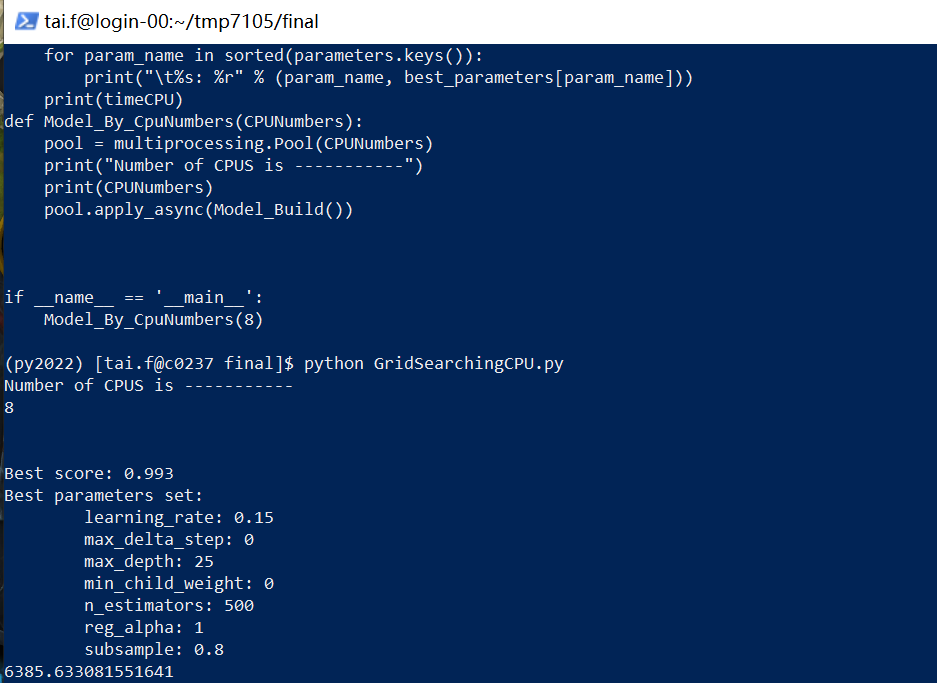 tai.f@login-00:~/tmp7105/final
    for param_name in sorted(parameters.keys()):
        print("\t%s: %r" % (param_name, best_parameters[param_name]))
    print(timeCPU)
def Model_By_CpuNumbers(CPUNumbers):
    pool = multiprocessing.Pool(CPUNumbers)
    print("Number of CPUS is -----------")
    print(CPUNumbers)
    pool.apply_async(Model_Build())
if __name__ == '__main__':
    Model_By_CpuNumbers(8)
(py2022) [tai.f@c0237 final]$ python GridSearchingCPU.py
Number of CPUS is -----------
8
Best score: 0.993
Best parameters set:
        learning_rate: 0.15
        max_delta_step: 0
        max_depth: 25
        min_child_weight: 0
        n_estimators: 500
        reg_alpha: 1
        subsample: 0.8
6385.633081551641